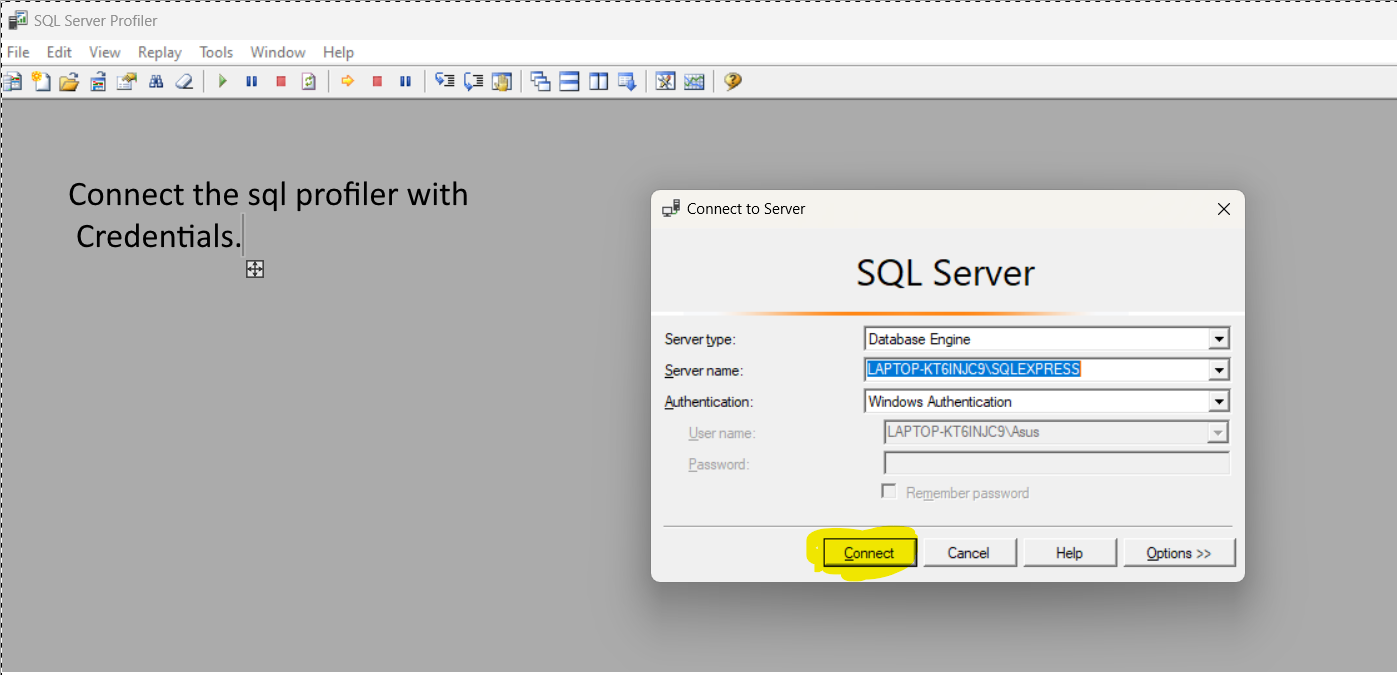 SQL Server Profiler
File Edit View Replay Tools Window Help
Connect the sql profiler with
Credentials.
Connect to Server
SQL Server
Server type: Database Engine
Server name: LAPTOP-KT6INJC9\SQLEXPRESS
Authentication: Windows Authentication
User name: LAPTOP-KT6INJC9\Asus
Password:
Remember password
Connect Cancel Help Options >>